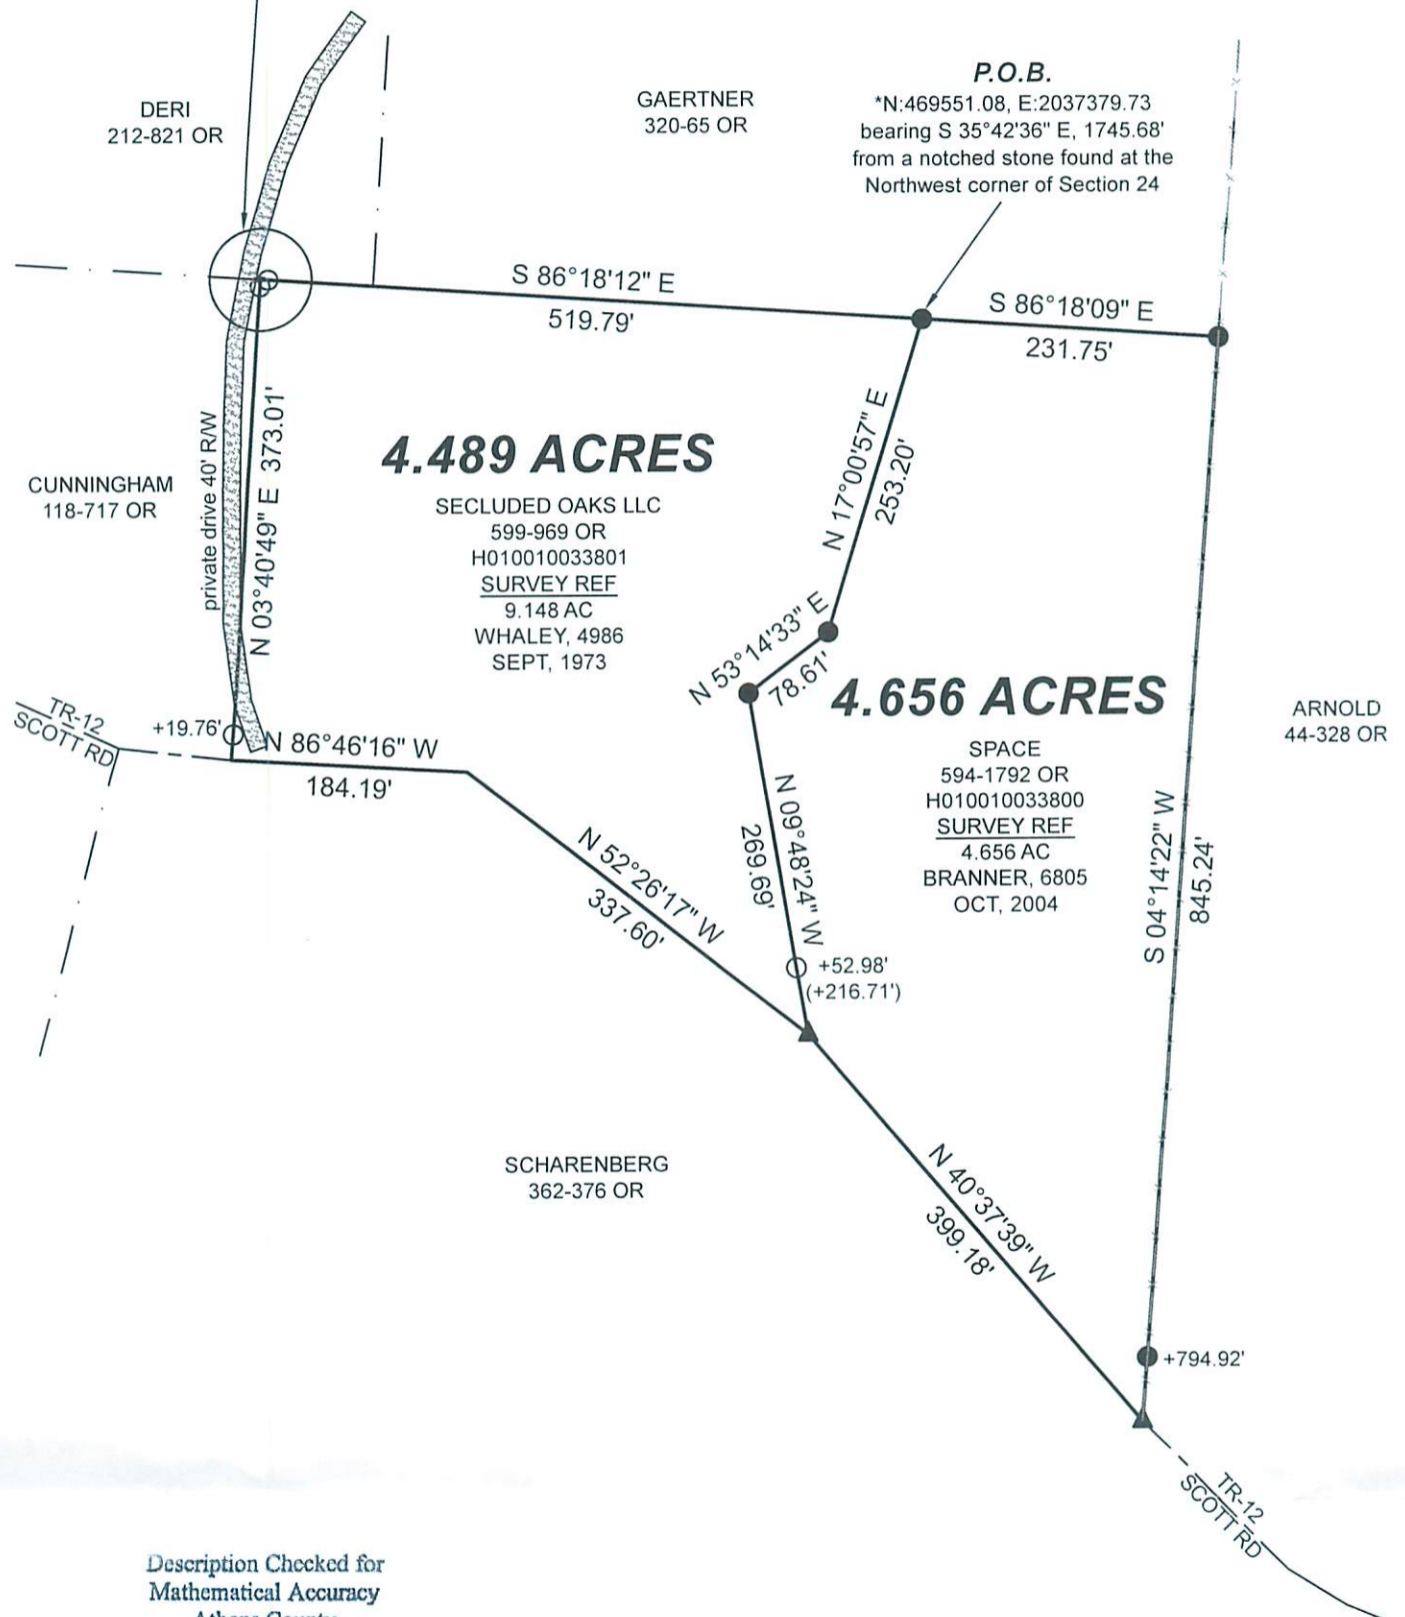 DERI
212-821 OR
GAERTNER
320-65 OR
P.O.B.
*N:469551.08, E:2037379.73
bearing S 35°42'36" E, 1745.68'
from a notched stone found at the
Northwest corner of Section 24
S 86°18'12" E
519.79'
S 86°18'09" E
231.75'
CUNNINGHAM
118-717 OR
private drive 40' R/W
N 03°40'49" E 373.01'
4.489 ACRES
SECLUDED OAKS LLC
599-969 OR
H010010033801
SURVEY REF
9.148 AC
WHALEY, 4986
SEPT, 1973
N 17°00'57" E
253.20'
N 53°14'33" E
78.61'
4.656 ACRES
SPACE
594-1792 OR
H010010033800
SURVEY REF
4.656 AC
BRANNER, 6805
OCT, 2004
ARNOLD
44-328 OR
S 04°14'22" W
845.24'
TR-12
SCOTT RD
+19.76'
N 86°46'16" W
184.19'
N 52°26'17" W
337.60'
N 09°48'24" W
269.69'
+52.98'
(+216.71')
SCHARENBERG
362-376 OR
N 40°37'39" W
399.18'
+794.92'
TR-12
SCOTT RD
Description Checked for
Mathematical Accuracy
Athens County